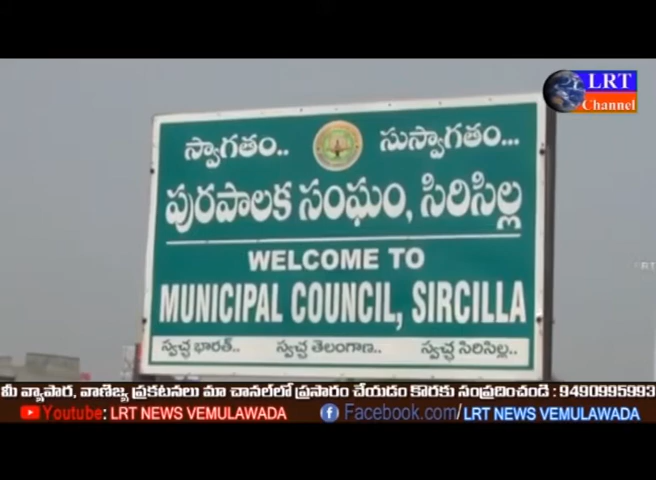 LRT
Channel
స్వాగతం.. సుస్వాగతం...
పురపాలక సంఘం, సిరిసిల్ల
WELCOME TO
MUNICIPAL COUNCIL, SIRCILLA
స్వచ్ఛ భారత్.. స్వచ్ఛ తెలంగాణ.. స్వచ్ఛ సిరిసిల్ల..
మీ వ్యాపార, వాణిజ్య ప్రకటనలు మా చానల్‌లో ప్రసారం చేయడం కొరకు సంప్రదించండి : 9490995993
Youtube: LRT NEWS VEMULAWADA Facebook.com/LRT NEWS VEMULAWADA